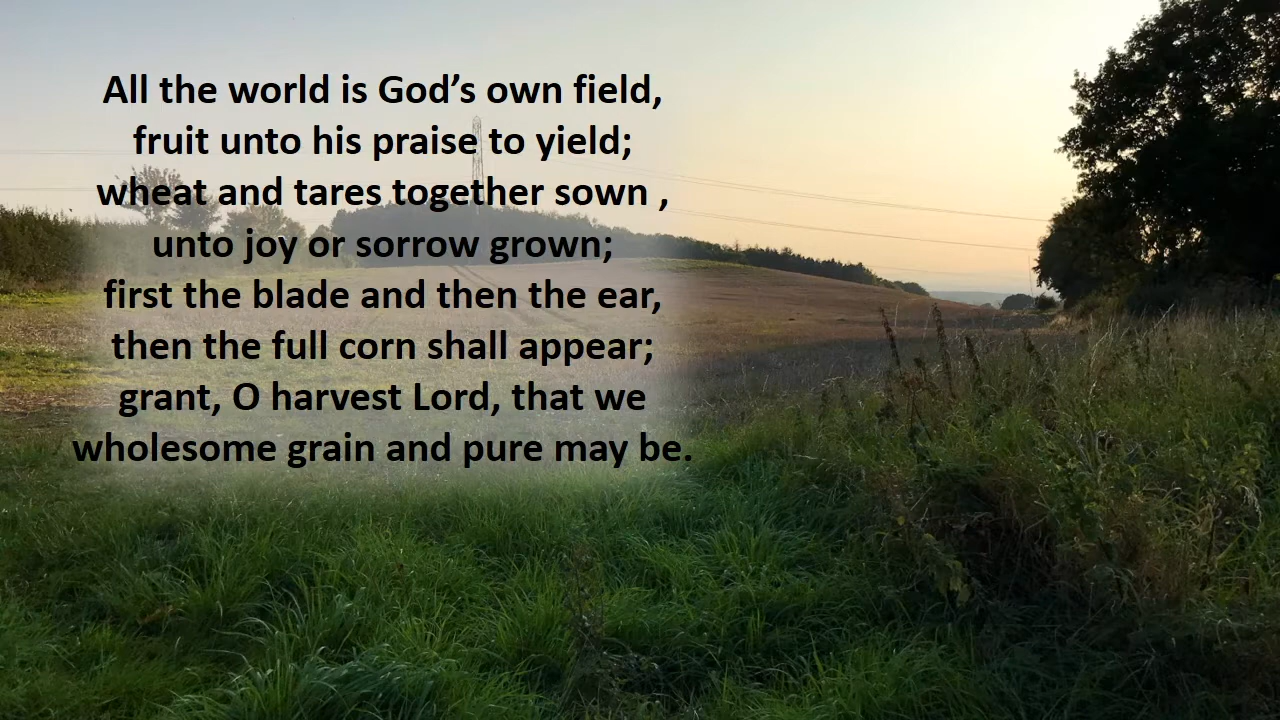 All the world is God’s own field,
fruit unto his praise to yield;
wheat and tares together sown ,
unto joy or sorrow grown;
first the blade and then the ear,
then the full corn shall appear;
grant, O harvest Lord, that we
wholesome grain and pure may be.